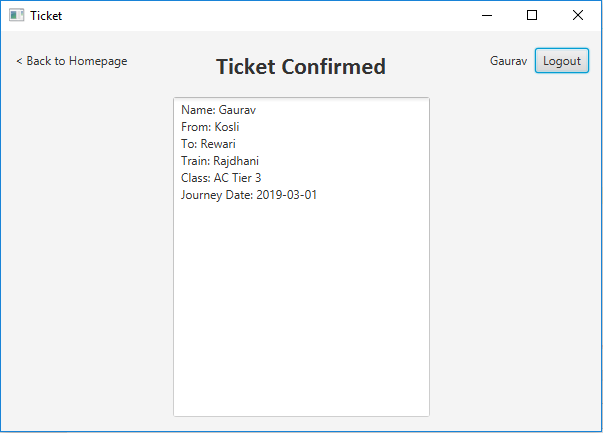 Ticket
< Back to Homepage
Ticket Confirmed
Gaurav
Logout
Name: Gaurav
From: Kosli
To: Rewari
Train: Rajdhani
Class: AC Tier 3
Journey Date: 2019-03-01